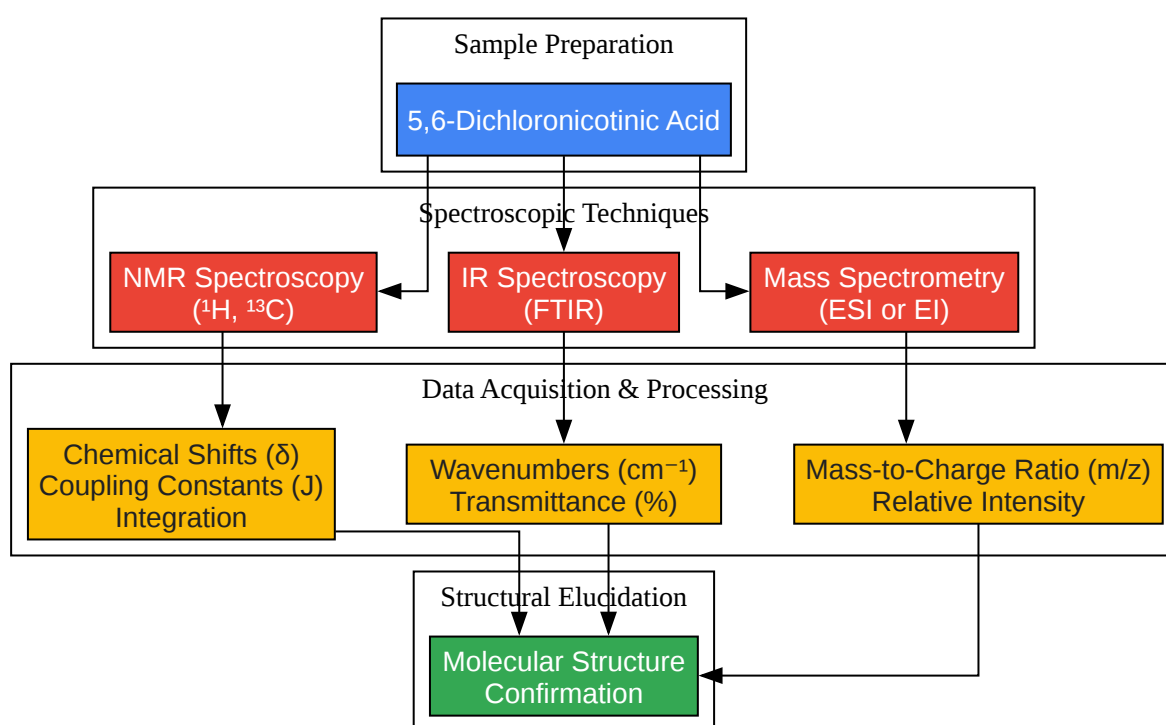 Sample Preparation
5,6-Dichloronicotinic Acid
Spectroscopic Techniques
NMR Spectroscopy
(¹H, ¹³C)
IR Spectroscopy
(FTIR)
Mass Spectrometry
(ESI or EI)
Data Acquisition & Processing
Chemical Shifts (δ)
Coupling Constants (J)
Integration
Wavenumbers (cm⁻¹)
Transmittance (%)
Mass-to-Charge Ratio (m/z)
Relative Intensity
Structural Elucidation
Molecular Structure
Confirmation